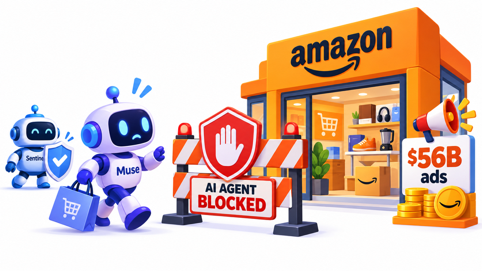 amazon
Sentinel
Muse
AI AGENT
BLOCKED
$56B
ads